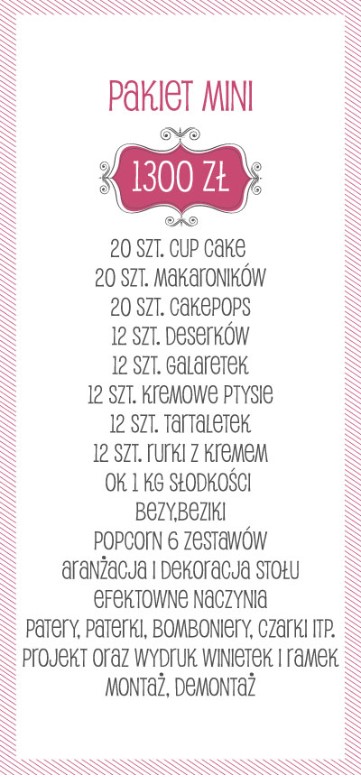 PAKIET MINI
1300 ZŁ
20 SZT. CUP CAKE
20 SZT. MAKARONIKÓW
20 SZT. CAKEPOPS
12 SZT. DESERKÓW
12 SZT. GALARETEK
12 SZT. KREMOWE PTYSIE
12 SZT. TARTALETEK
12 SZT. RURKI Z KREMEM
OK 1 KG SŁODKOŚCI
BEZY,BEZIKI
POPCORN 6 ZESTAWÓW
ARANŻACJA I DEKORACJA STOŁU
EFEKTOWNE NACZYNIA
PATERY, PATERKI, BOMBONIERY, CZARKI ITP.
PROJEKT ORAZ WYDRUK WINIETEK I RAMEK
MONTAŻ, DEMONTAŻ